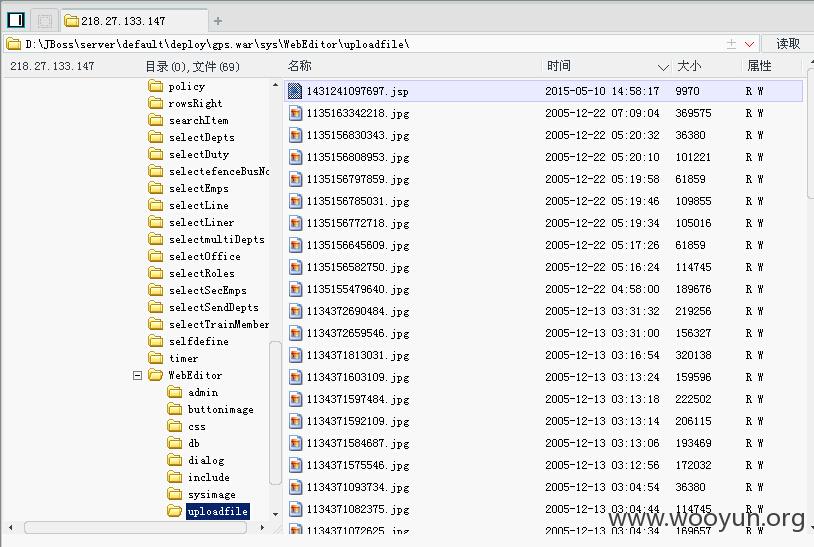 218.27.133.147
+
D:\JBoss\server\default\deploy\gps.war\sys\WebEditor\uploadfile\ 读取
218.27.133.147 目录(0),文件(69) 名称 时间 大小 属性
policy
rowsRight
searchItem
selectDepts
selectDuty
selectefenceBusNo
selectEmps
selectLine
selectLiner
selectmultiDepts
selectOffice
selectRoles
selectSecEmps
selectSendDepts
selectTrainMember
selfdefine
timer
WebEditor
admin
buttonimage
css
db
dialog
include
sysimage
uploadfile
1431241097697.jsp 2015-05-10 14:58:17 9970 R W
1135163342218.jpg 2005-12-22 07:09:04 369575 R W
1135156830343.jpg 2005-12-22 05:20:32 36380 R W
1135156808953.jpg 2005-12-22 05:20:10 101221 R W
1135156797859.jpg 2005-12-22 05:19:58 61859 R W
1135156785031.jpg 2005-12-22 05:19:46 109855 R W
1135156772718.jpg 2005-12-22 05:19:34 105016 R W
1135156645609.jpg 2005-12-22 05:17:26 61859 R W
1135156582750.jpg 2005-12-22 05:16:24 114745 R W
1135155479640.jpg 2005-12-22 04:58:00 189676 R W
1134372690484.jpg 2005-12-13 03:31:32 219256 R W
1134372659546.jpg 2005-12-13 03:31:00 156327 R W
1134371813031.jpg 2005-12-13 03:16:54 320138 R W
1134371603109.jpg 2005-12-13 03:13:24 159596 R W
1134371597484.jpg 2005-12-13 03:13:18 222502 R W
1134371592109.jpg 2005-12-13 03:13:14 206115 R W
1134371584687.jpg 2005-12-13 03:13:06 193469 R W
1134371575546.jpg 2005-12-13 03:12:56 172032 R W
1134371093734.jpg 2005-12-13 03:04:54 36380 R W
1134371082375.jpg 2005-12-13 03:04:44 114745 R W
1134371072625.jpg 2005-12-13 03:04:34 169657 R W
www.wooyun.org